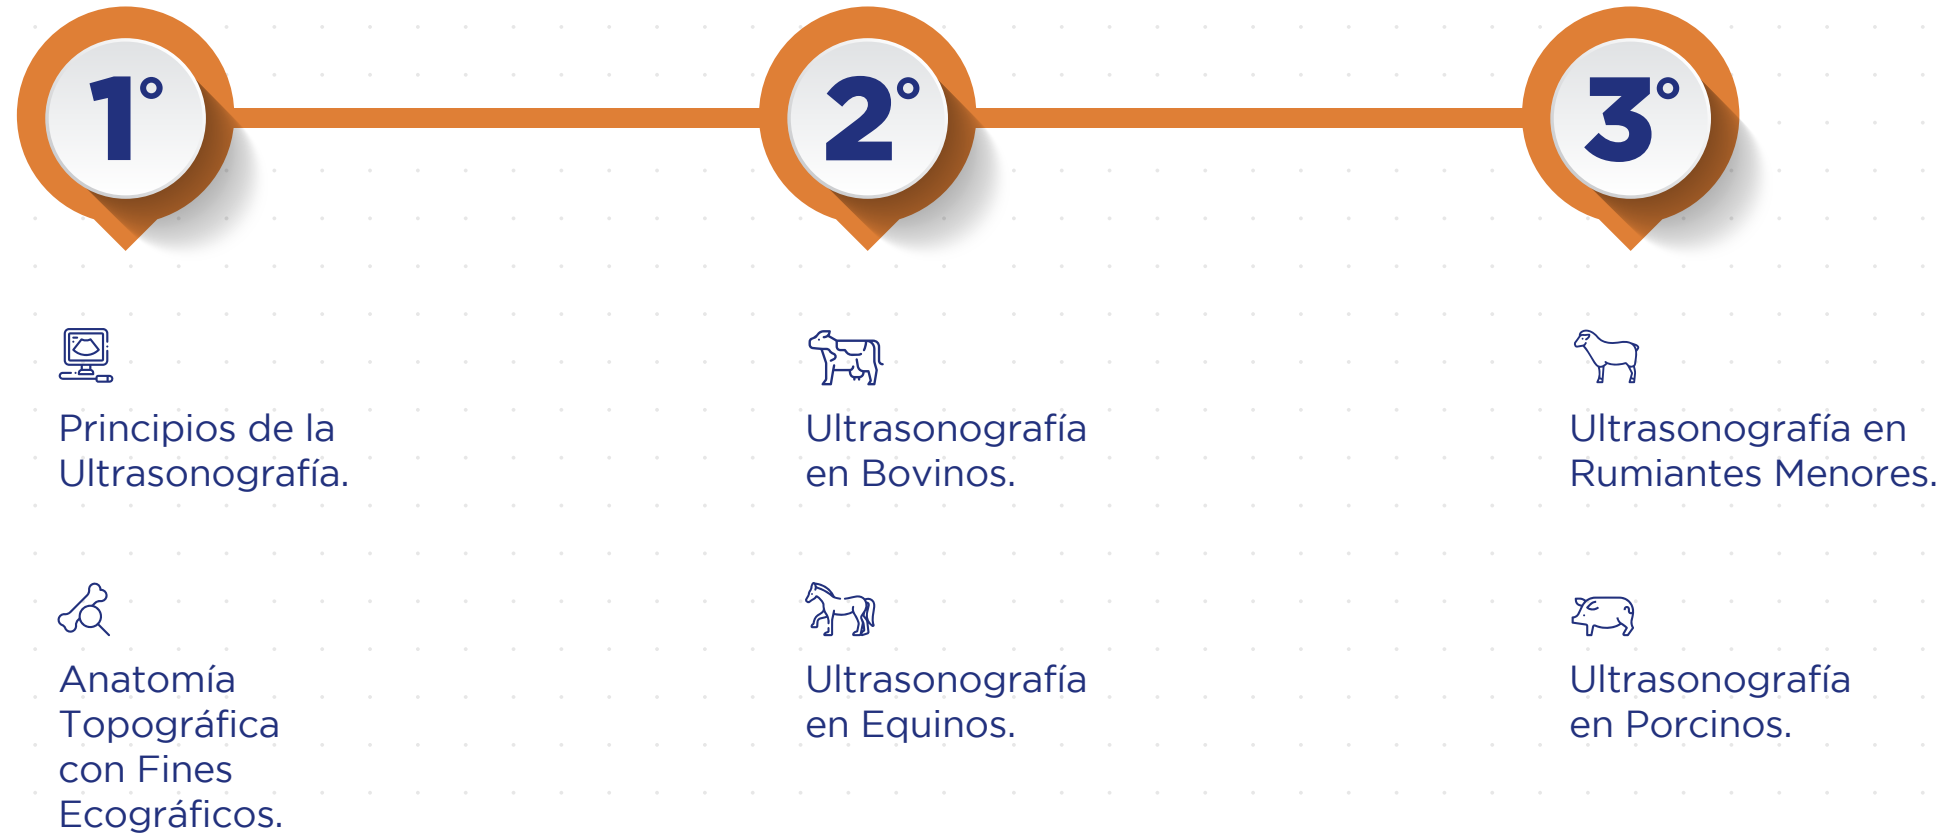 1°
2°
3°
Principios de la
Ultrasonografía.
Anatomía
Topográfica
con Fines
Ecográficos.
Ultrasonografía
en Bovinos.
Ultrasonografía
en Equinos.
Ultrasonografía en
Rumiantes Menores.
Ultrasonografía
en Porcinos.